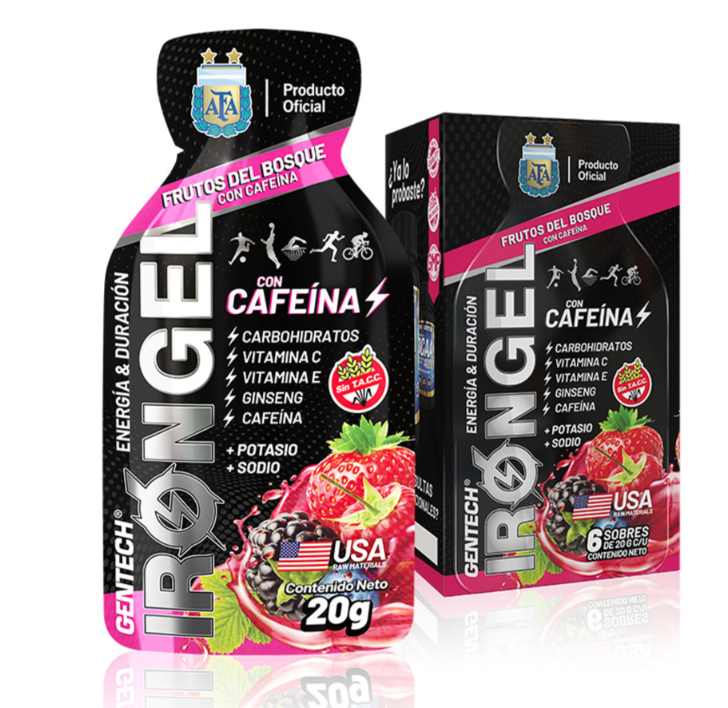 AFA
Producto
Oficial
FRUTOS DEL BOSQUE
CON CAFEÍNA
GENTECH®
IRONGEL
ENERGÍA & DURACIÓN
CON
CAFEÍNA
CARBOHIDRATOS
VITAMINA C
VITAMINA E
GINSENG
CAFEÍNA
+ POTASIO
+ SODIO
Sin T.A.C.C.
USA
RAW MATERIALS
Contenido Neto
20g
¿Ya lo
probaste?
GMP
AFA
Producto
Oficial
FRUTOS DEL BOSQUE
CON CAFEÍNA
GENTECH®
IRONGEL
ENERGÍA & DURACIÓN
CON
CAFEÍNA
CARBOHIDRATOS
VITAMINA C
VITAMINA E
GINSENG
CAFEÍNA
+ POTASIO
+ SODIO
Sin T.A.C.C.
USA
RAW MATERIALS
6 SOBRES
DE 20 G C/U
CONTENIDO NETO